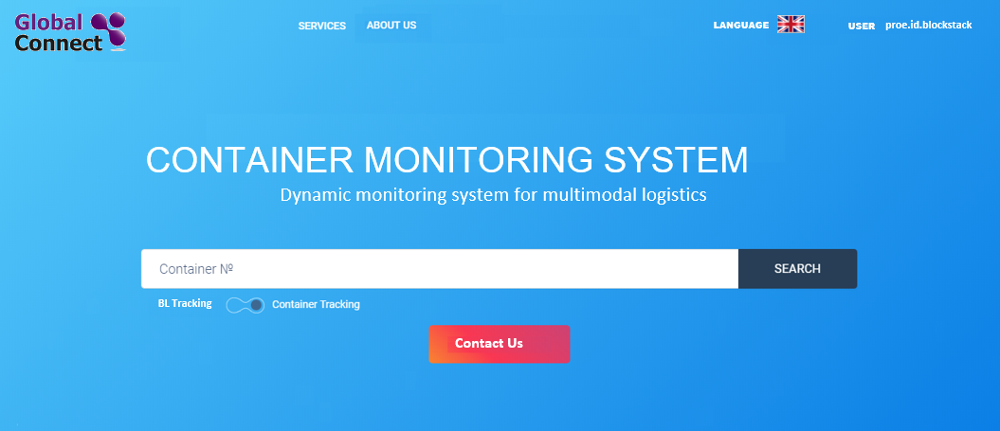 Global
Connect
SERVICES
ABOUT US
LANGUAGE
USER
proe.id.blockstack
CONTAINER MONITORING SYSTEM
Dynamic monitoring system for multimodal logistics
Container №
SEARCH
BL Tracking
Container Tracking
Contact Us